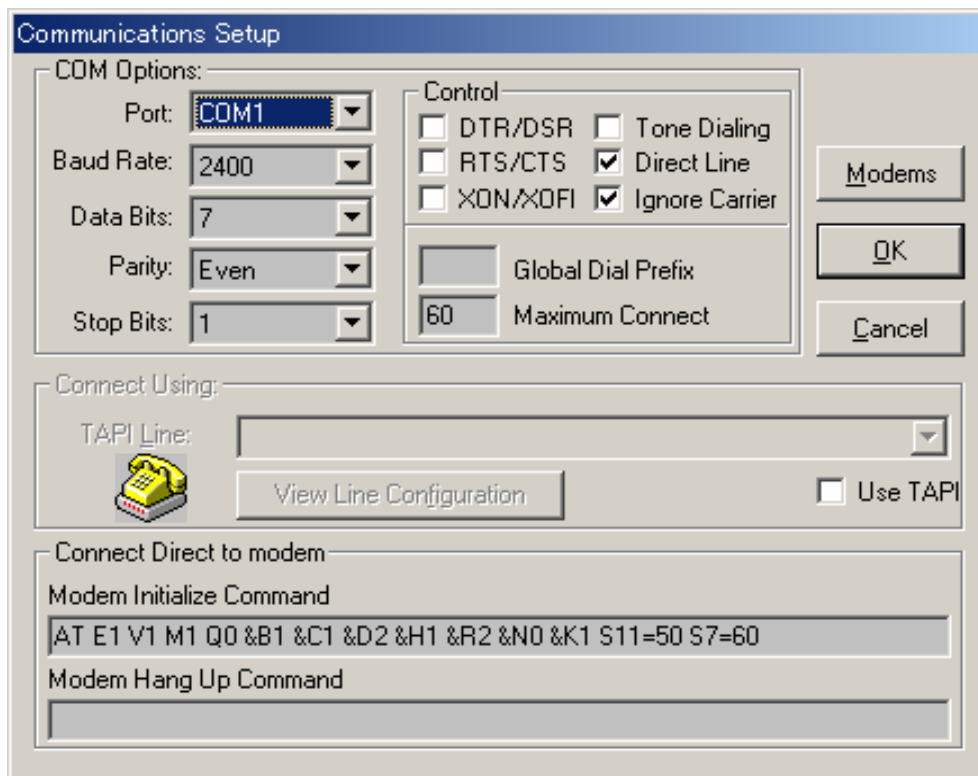 Communications Setup
COM Options:
Port: COM1
Baud Rate: 2400
Data Bits: 7
Parity: Even
Stop Bits: 1
Control
DTR/DSR Tone Dialing
RTS/CTS Direct Line
XON/XOFI Ignore Carrier
Global Dial Prefix
60 Maximum Connect
Modems
OK
Cancel
Connect Using:
TAPI Line:
View Line Configuration
Use TAPI
Connect Direct to modem
Modem Initialize Command
AT E1 V1 M1 Q0 &B1 &C1 &D2 &H1 &R2 &N0 &K1 S11=50 S7=60
Modem Hang Up Command